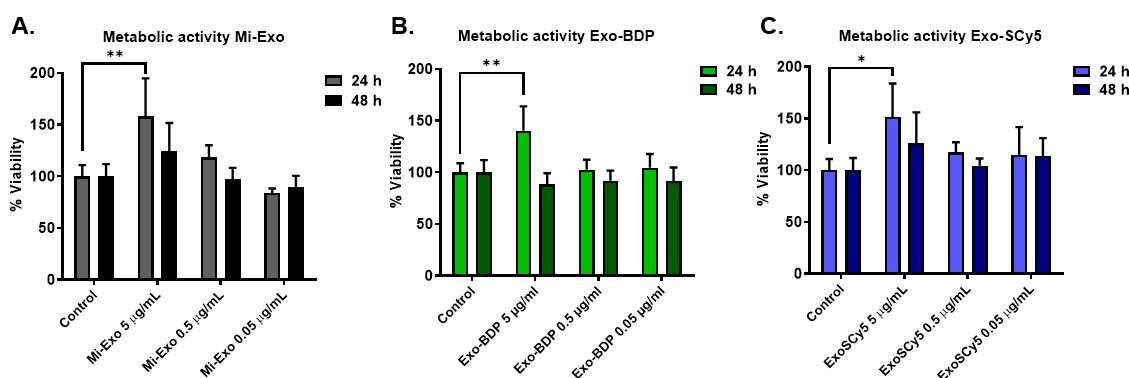 A.
Metabolic activity Mi-Exo
**
24 h
48 h
% Viability
200
150
100
50
0
Control
Mi-Exo 5 µg/mL
Mi-Exo 0.5 µg/mL
Mi-Exo 0.05 µg/mL
B.
Metabolic activity Exo-BDP
**
24 h
48 h
% Viability
200
150
100
50
0
Control
Exo-BDP 5 µg/ml
Exo-BDP 0.5 µg/ml
Exo-BDP 0.05 µg/ml
C.
Metabolic activity Exo-SCy5
*
24 h
48 h
% Viability
200
150
100
50
0
Control
ExoSCy5 5 µg/mL
ExoSCy5 0.5 µg/mL
ExoSCy5 0.05 µg/mL